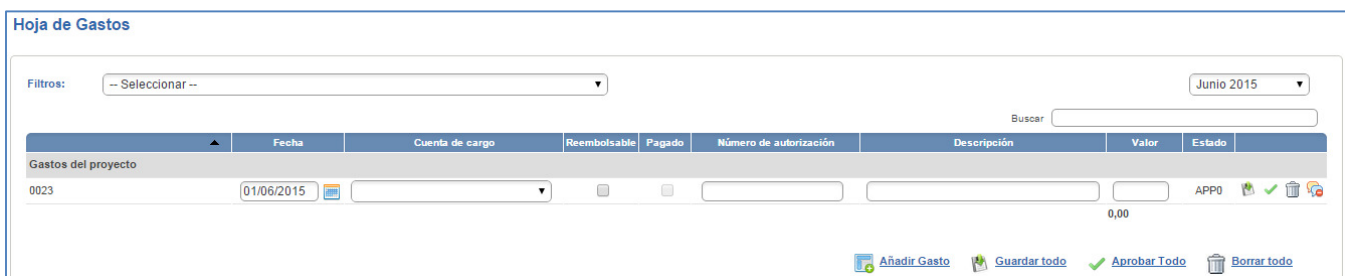 Hoja de Gastos
Filtros: -- Seleccionar -- Junio 2015
Buscar
Fecha Cuenta de cargo Reembolsable Pagado Número de autorización Descripción Valor Estado
Gastos del proyecto
0023 01/06/2015 APP0
0,00
Añadir Gasto Guardar todo Aprobar Todo Borrar todo